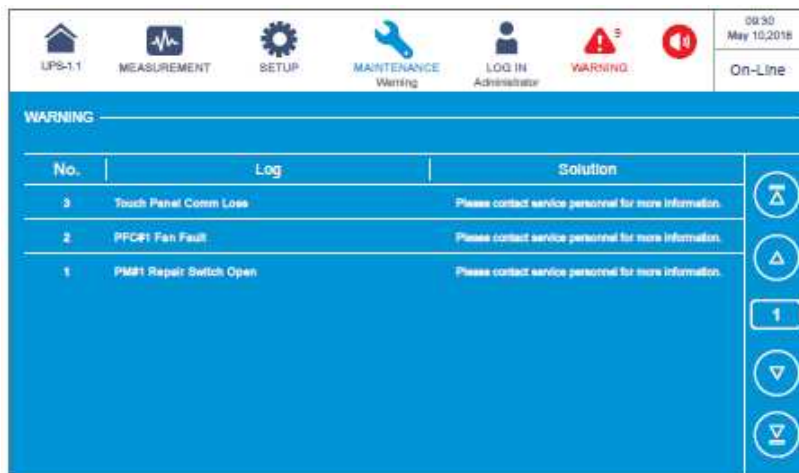 09:30
May 10,2018
UPS-1.1 MEASUREMENT SETUP MAINTENANCE LOG IN WARNING
Warning Administrator
On-Line
WARNING
No. Log Solution
3 Touch Panel Comm Loss Please contact service personnel for more information.
2 PFC#1 Fan Fault Please contact service personnel for more information.
1 PM#1 Repair Switch Open Please contact service personnel for more information.
1